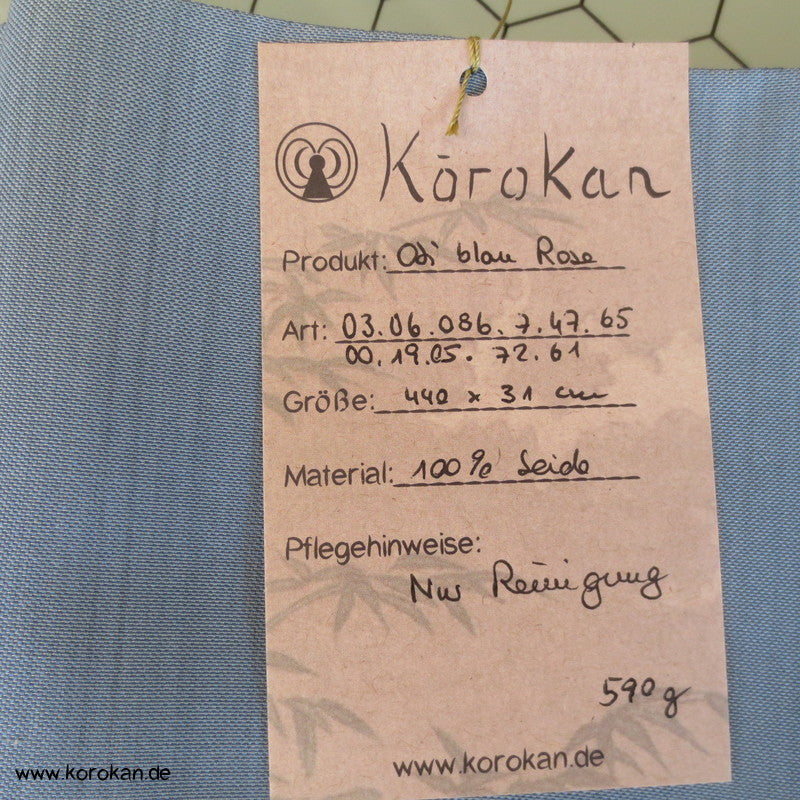 Körokan
Produkt: Obi blau Rose
Art: 03.06.086.7.47.65
00.19.05.72.61
Größe: 440 x 31 cm
Material: 100% Seide
Pflegehinweise:
Nur Reinigung
590g
www.korokan.de
www.korokan.de